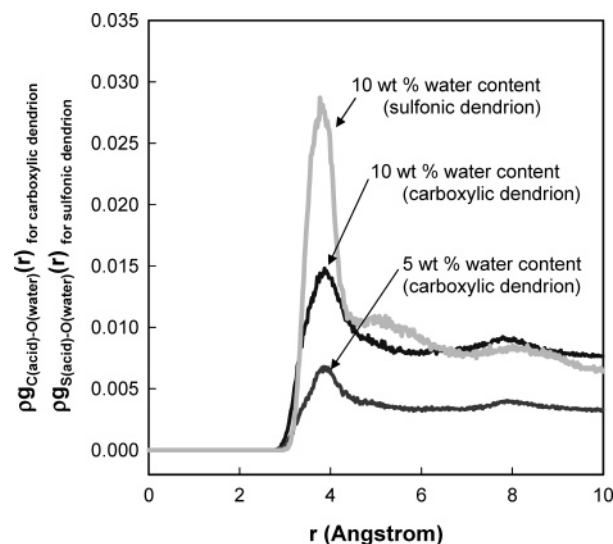 ρgC(acid)-O(water)(r) for carboxylic dendrion
ρgS(acid)-O(water)(r) for sulfonic dendrion
0.035
0.030
0.025
0.020
0.015
0.010
0.005
0.000
10 wt % water content
(sulfonic dendrion)
10 wt % water content
(carboxylic dendrion)
5 wt % water content
(carboxylic dendrion)
0 2 4 6 8 10
r (Angstrom)